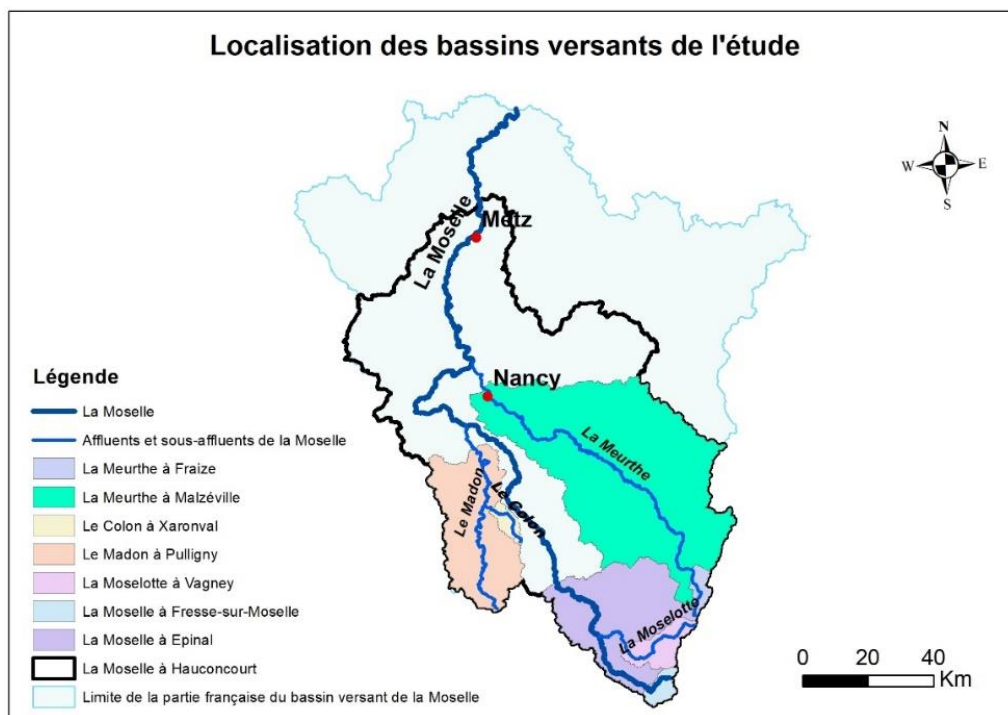 Localisation des bassins versants de l'étude
N
W
E
S
La Moselle
Metz
Nancy
La Meurthe
Le Madon
Le Colon
La Moselotte
Légende
La Moselle
Affluents et sous-affluents de la Moselle
La Meurthe à Fraize
La Meurthe à Malzéville
Le Colon à Xaronval
Le Madon à Pulligny
La Moselotte à Vagney
La Moselle à Fresse-sur-Moselle
La Moselle à Epinal
La Moselle à Hauconcourt
Limite de la partie française du bassin versant de la Moselle
0 20 40
Km